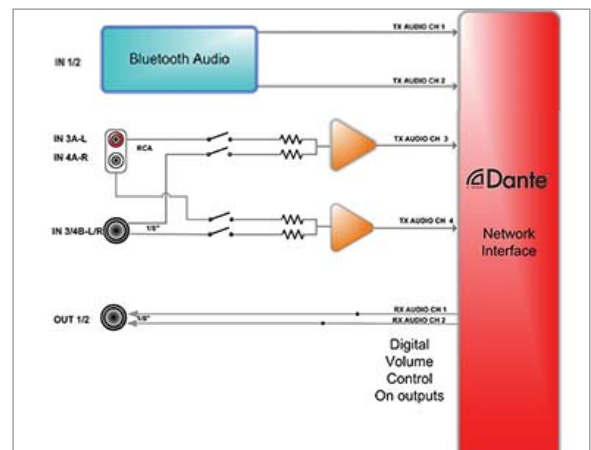 TX AUDIO CH 1
IN 1/2
Bluetooth Audio
TX AUDIO CH 2
IN 3A-L
RCA
TX AUDIO CH 3
IN 4A-R
Dante
Network
Interface
TX AUDIO CH 4
IN 3/4B-L/R
1/8"
RX AUDIO CH 1
OUT 1/2
1/8"
RX AUDIO CH 2
Digital
Volume
Control
On outputs